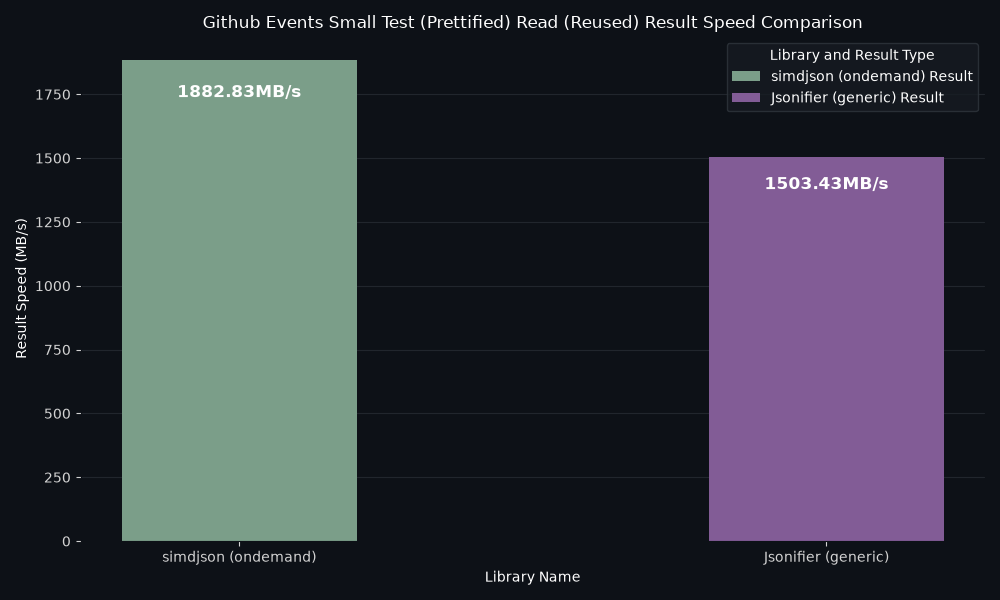 Github Events Small Test (Prettified) Read (Reused) Result Speed Comparison
Library and Result Type
simdjson (ondemand) Result
Jsonifier (generic) Result
1882.83MB/s
1503.43MB/s
Result Speed (MB/s)
1750
1500
1250
1000
750
500
250
0
simdjson (ondemand)
Jsonifier (generic)
Library Name